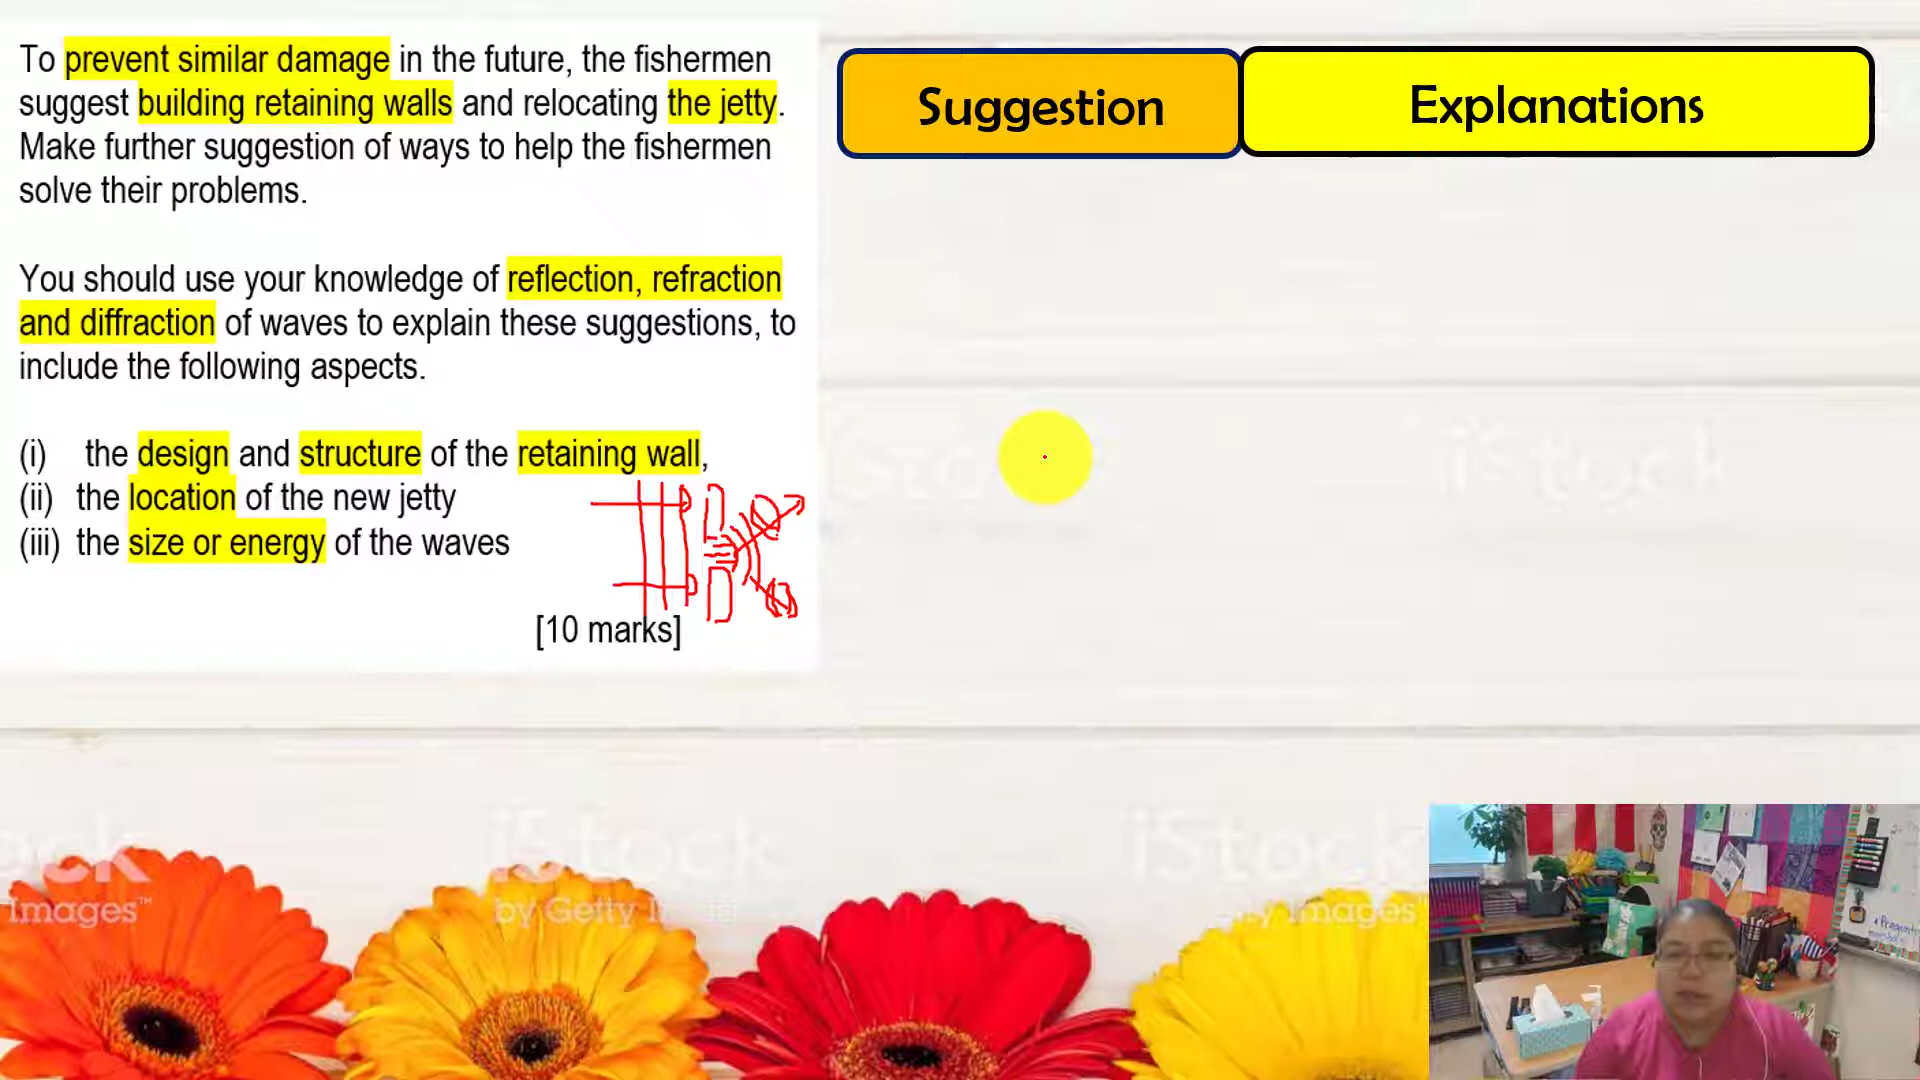 To prevent similar damage in the future, the fishermen
suggest building retaining walls and relocating the jetty.
Make further suggestion of ways to help the fishermen
solve their problems.
You should use your knowledge of reflection, refraction
and diffraction of waves to explain these suggestions, to
include the following aspects.
(i) the design and structure of the retaining wall,
(ii) the location of the new jetty
(iii) the size or energy of the waves
[10 marks]
Suggestion
Explanations
iStock
iStock
iStock
by Getty
Images™